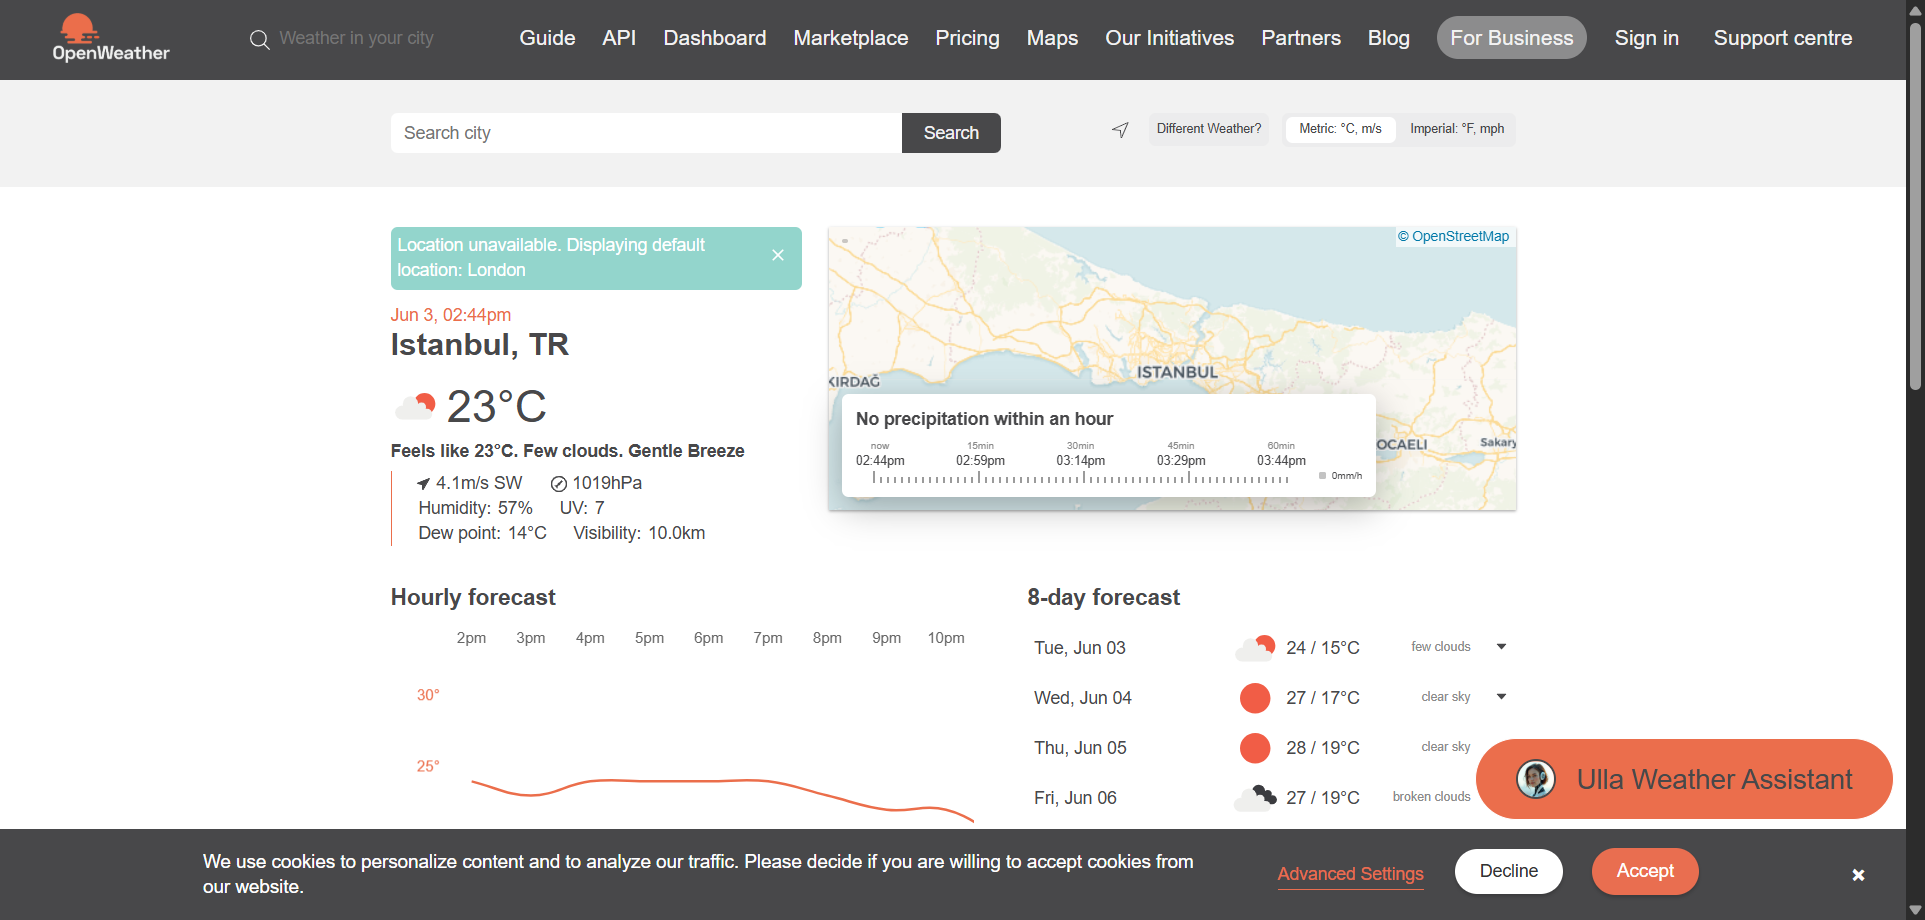 OpenWeather
Weather in your city
Guide
API
Dashboard
Marketplace
Pricing
Maps
Our Initiatives
Partners
Blog
For Business
Sign in
Support centre
Search city
Search
Different Weather?
Metric: °C, m/s
Imperial: °F, mph
Location unavailable. Displaying default
location: London
Jun 3, 02:44pm
Istanbul, TR
23°C
Feels like 23°C. Few clouds. Gentle Breeze
4.1m/s SW
1019hPa
Humidity: 57%
UV: 7
Dew point: 14°C
Visibility: 10.0km
© OpenStreetMap
ISTANBUL
KIRDAĞ
OCAELI
Sakary
No precipitation within an hour
now
15min
30min
45min
60min
02:44pm
02:59pm
03:14pm
03:29pm
03:44pm
0mm/h
Hourly forecast
2pm
3pm
4pm
5pm
6pm
7pm
8pm
9pm
10pm
30°
25°
8-day forecast
Tue, Jun 03
24 / 15°C
few clouds
Wed, Jun 04
27 / 17°C
clear sky
Thu, Jun 05
28 / 19°C
clear sky
Fri, Jun 06
27 / 19°C
broken clouds
Ulla Weather Assistant
We use cookies to personalize content and to analyze our traffic. Please decide if you are willing to accept cookies from
our website.
Advanced Settings
Decline
Accept